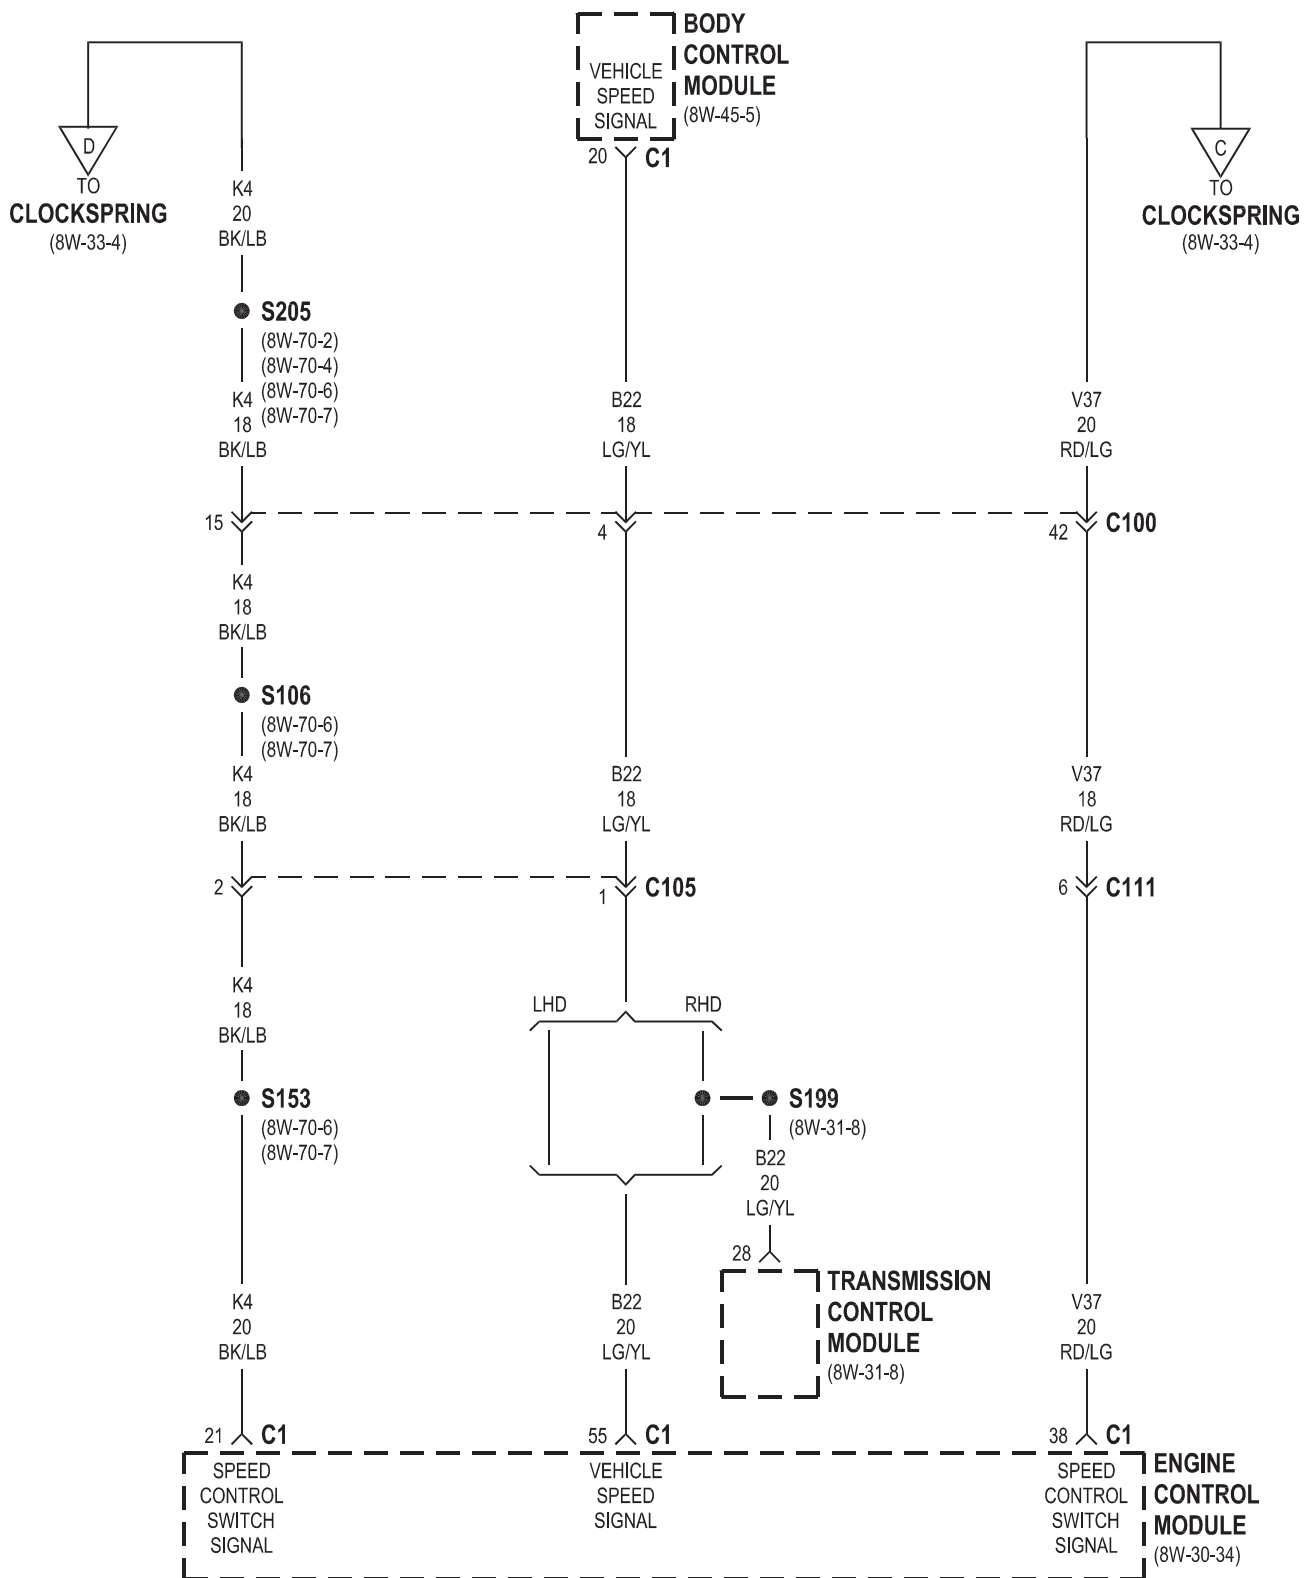 BODY
CONTROL
MODULE
(8W-45-5)
VEHICLE
SPEED
SIGNAL
20
C1
D
TO
CLOCKSPRING
(8W-33-4)
C
TO
CLOCKSPRING
(8W-33-4)
K4
20
BK/LB
S205
(8W-70-2)
(8W-70-4)
(8W-70-6)
(8W-70-7)
K4
18
BK/LB
B22
18
LG/YL
V37
20
RD/LG
15
4
42
C100
K4
18
BK/LB
S106
(8W-70-6)
(8W-70-7)
K4
18
BK/LB
B22
18
LG/YL
V37
18
RD/LG
2
1
C105
6
C111
K4
18
BK/LB
LHD
RHD
S153
(8W-70-6)
(8W-70-7)
S199
(8W-31-8)
B22
20
LG/YL
28
TRANSMISSION
CONTROL
MODULE
(8W-31-8)
K4
20
BK/LB
B22
20
LG/YL
V37
20
RD/LG
21
C1
55
C1
38
C1
SPEED
CONTROL
SWITCH
SIGNAL
VEHICLE
SPEED
SIGNAL
SPEED
CONTROL
SWITCH
SIGNAL
ENGINE
CONTROL
MODULE
(8W-30-34)